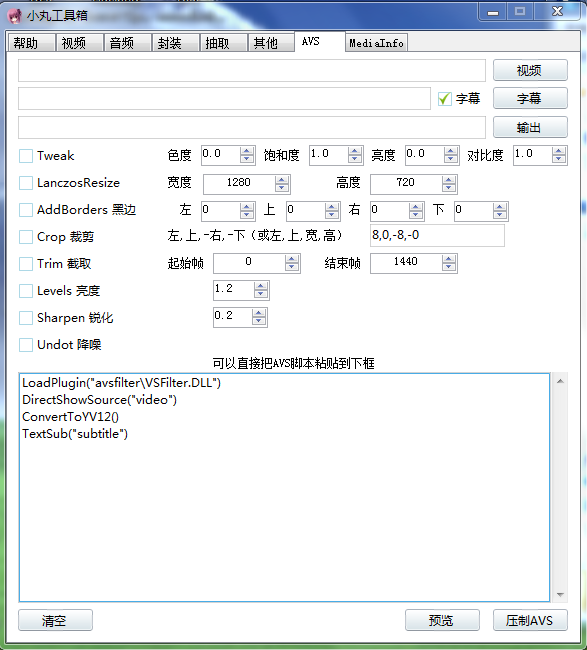 小丸工具箱
帮助 视频 音频 封装 抽取 其他 AVS MediaInfo
视频
字幕 字幕
输出
Tweak 色度 0.0 饱和度 1.0 亮度 0.0 对比度 1.0
LanczosResize 宽度 1280 高度 720
AddBorders 黑边 左 0 上 0 右 0 下 0
Crop 裁剪 左,上,-右,-下（或左,上,宽,高） 8,0,-8,-0
Trim 截取 起始帧 0 结束帧 1440
Levels 亮度 1.2
Sharpen 锐化 0.2
Undot 降噪
可以直接把AVS脚本粘贴到下框
LoadPlugin("avsfilter\VSFilter.DLL")
DirectShowSource("video")
ConvertToYV12()
TextSub("subtitle")
清空 预览 压制AVS